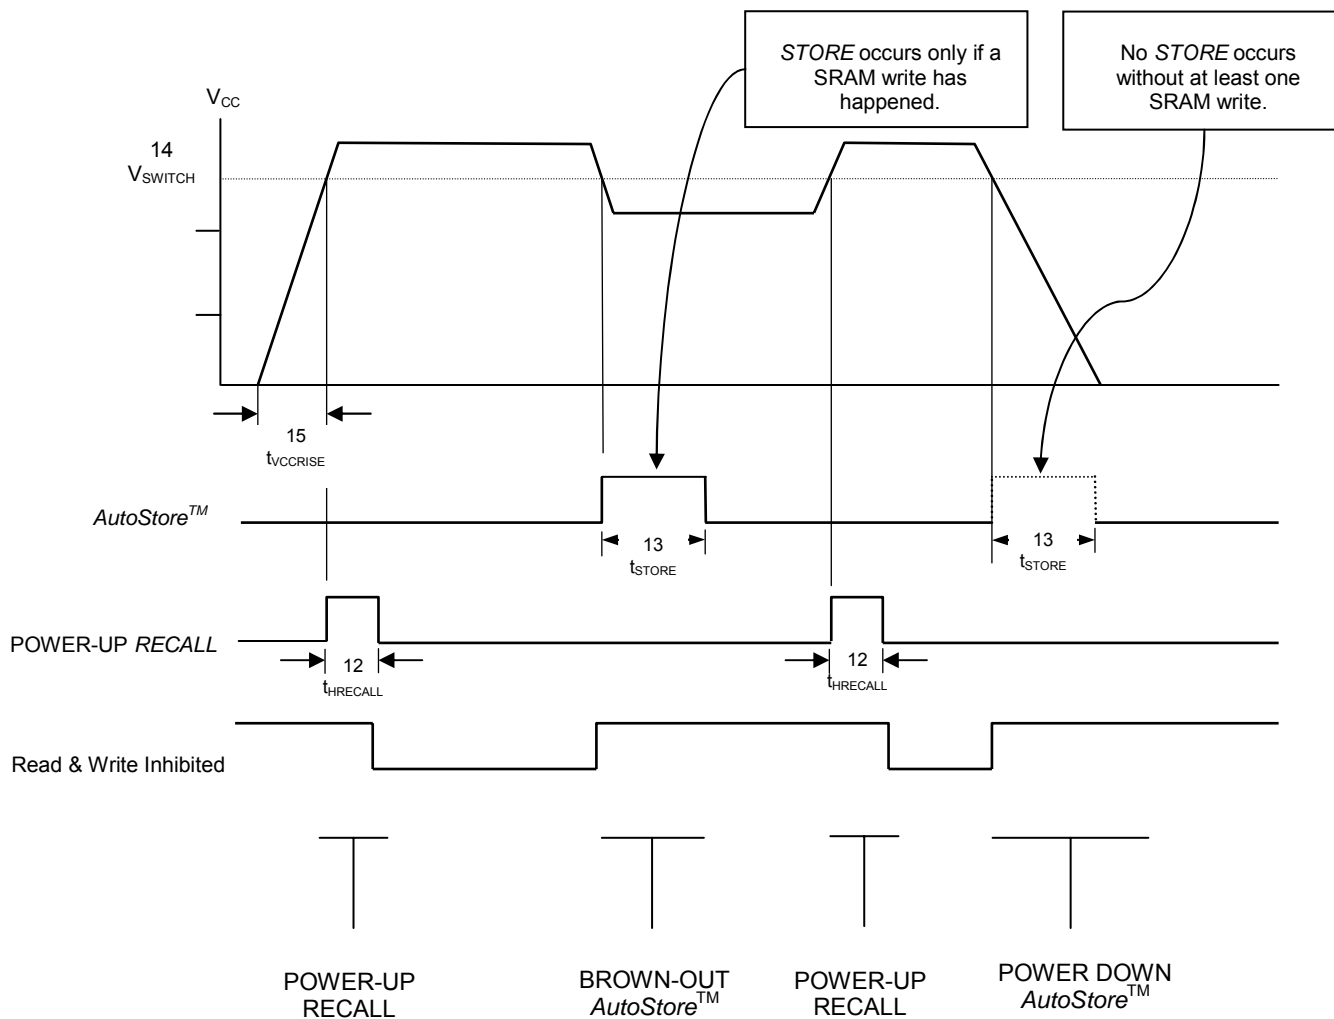 STORE occurs only if a
SRAM write has
happened.
No STORE occurs
without at least one
SRAM write.
VCC
14
VSWITCH
15
tVCCRISE
AutoStoreTM
13
tSTORE
13
tSTORE
POWER-UP RECALL
12
tHRECALL
12
tHRECALL
Read & Write Inhibited
POWER-UP
RECALL
BROWN-OUT
AutoStoreTM
POWER-UP
RECALL
POWER DOWN
AutoStoreTM